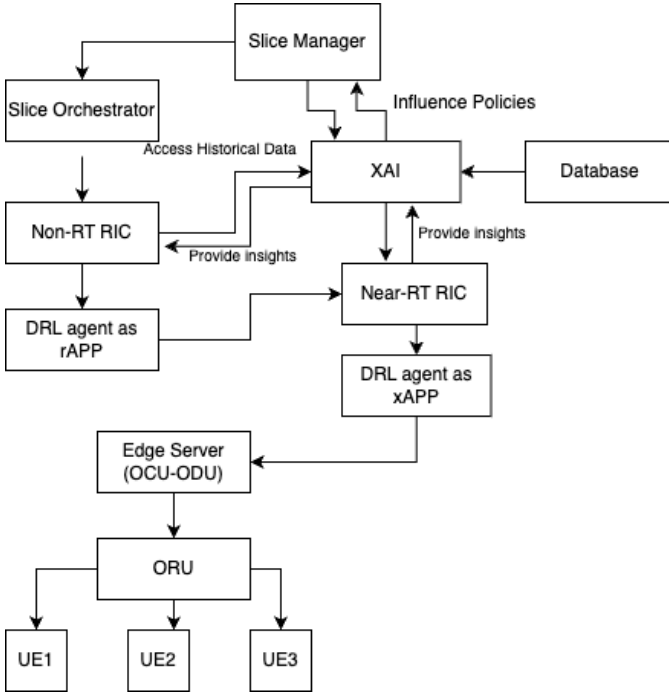 Slice Manager
Influence Policies
Slice Orchestrator
Access Historical Data
XAI
Database
Non-RT RIC
Provide insights
Provide insights
Near-RT RIC
DRL agent as
rAPP
DRL agent as
xAPP
Edge Server
(OCU-ODU)
ORU
UE1
UE2
UE3